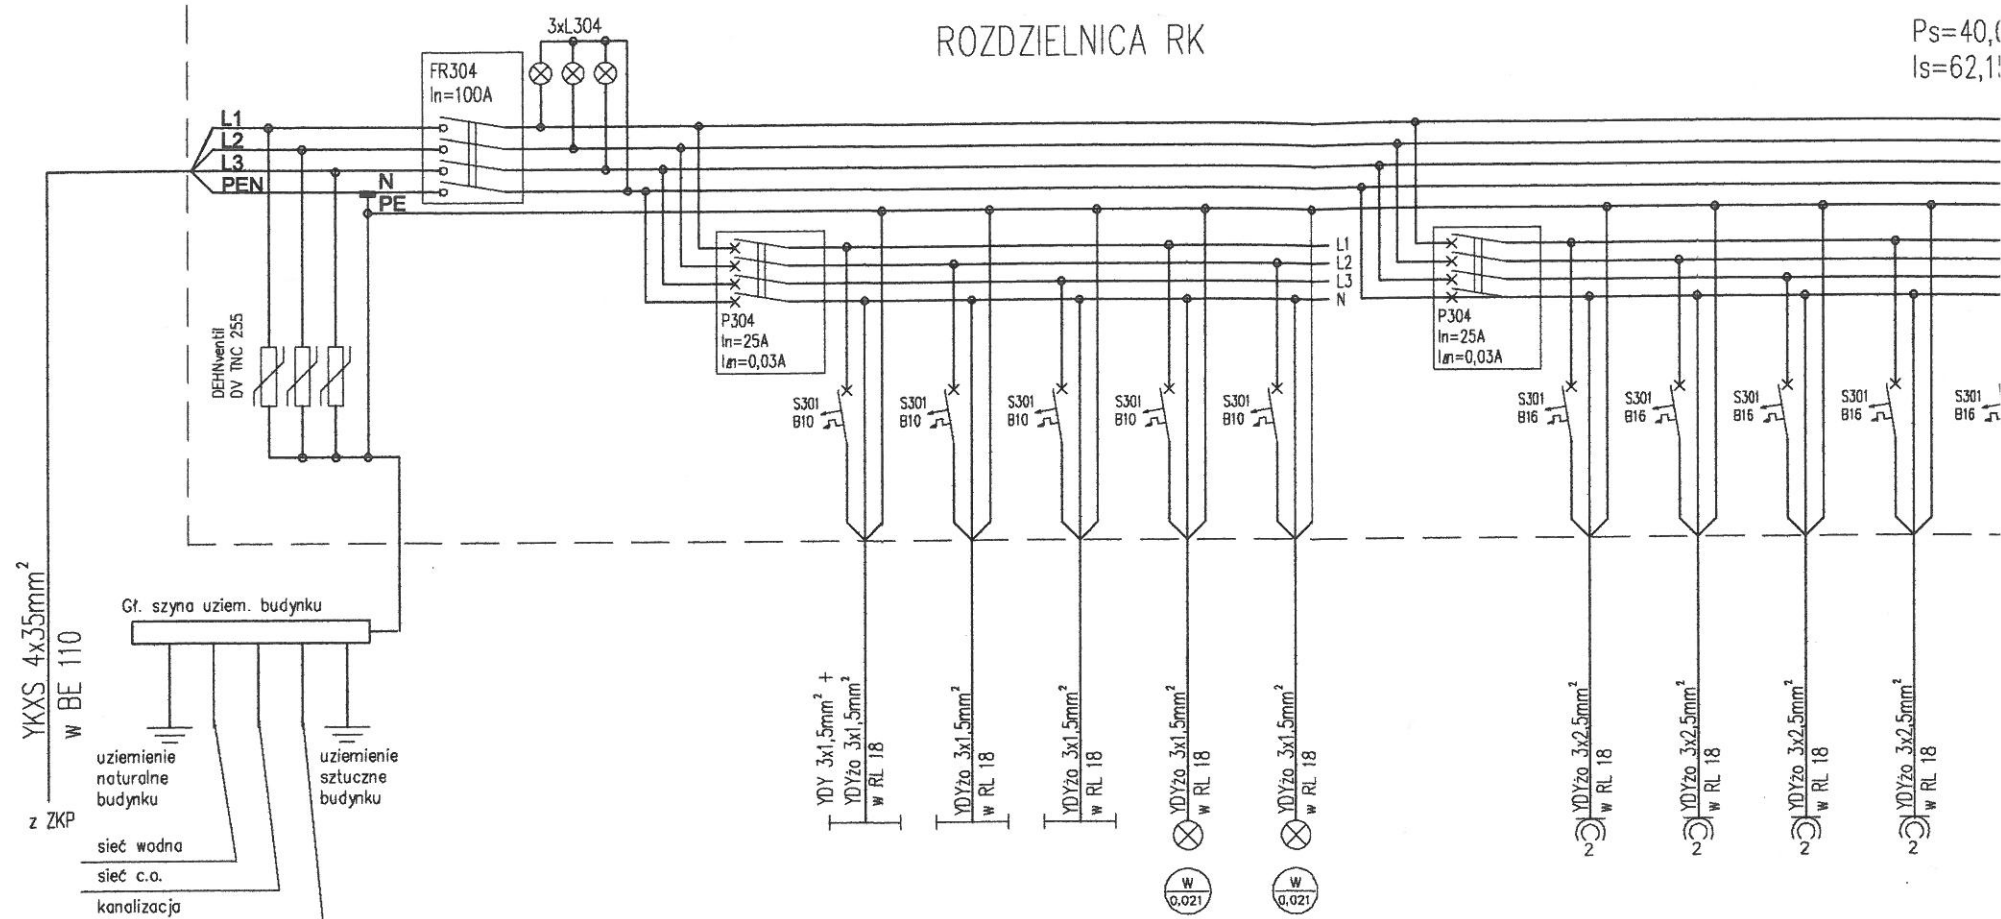 ROZDZIELNICA RK
Ps=40,
Is=62,1
3xL304
FR304
In=100A
L1
L2
L3
PEN
N
PE
DEHNventil
DV TNC 255
P304
In=25A
IΔn=0,03A
L1
L2
L3
N
P304
In=25A
IΔn=0,03A
S301
B10
S301
B10
S301
B10
S301
B10
S301
B10
S301
B16
S301
B16
S301
B16
S301
B16
S301
B16
YKXS 4x35mm²
w BE 110
z ZKP
Gł. szyna uziem. budynku
uziemienie
naturalne
budynku
uziemienie
sztuczne
budynku
sieć wodna
sieć c.o.
kanalizacja
YDY 3x1,5mm² +
YDYżo 3x1,5mm²
w RL 18
YDYżo 3x1,5mm²
w RL 18
YDYżo 3x1,5mm²
w RL 18
YDYżo 3x1,5mm²
w RL 18
YDYżo 3x1,5mm²
w RL 18
YDYżo 3x2,5mm²
w RL 18
YDYżo 3x2,5mm²
w RL 18
YDYżo 3x2,5mm²
w RL 18
YDYżo 3x2,5mm²
w RL 18
W
0,021
W
0,021
2
2
2
2